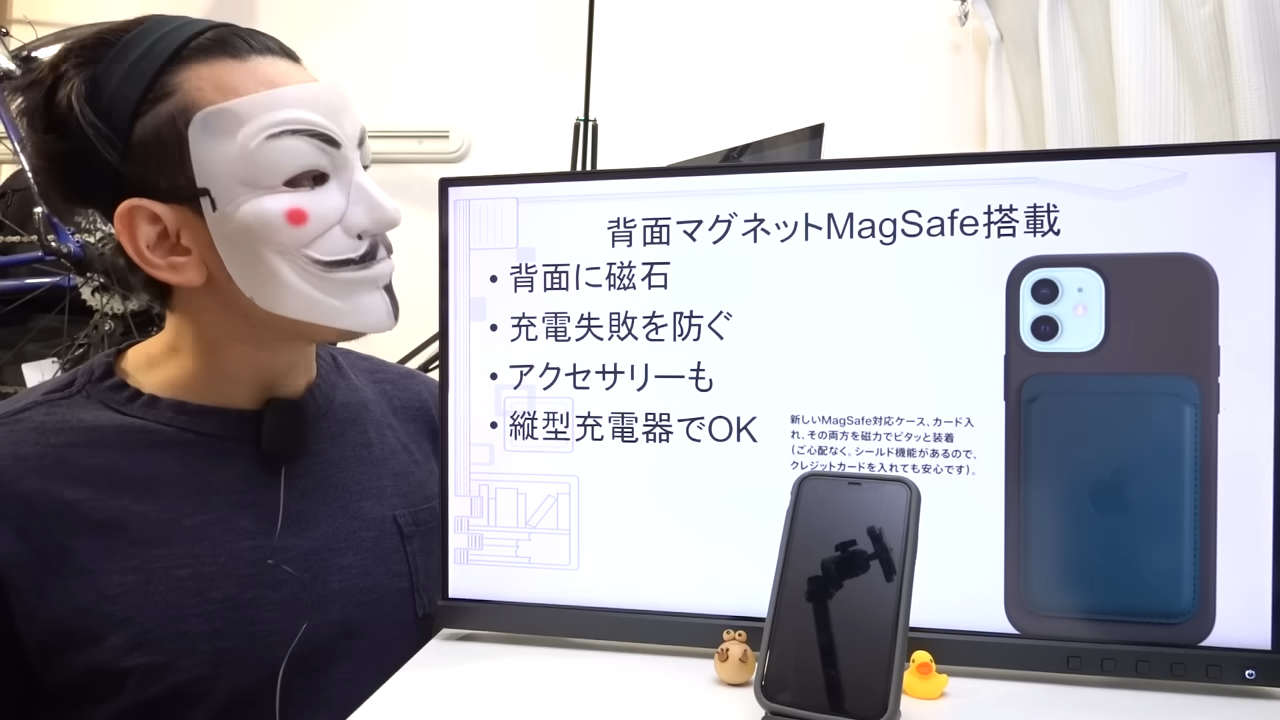 背面マグネットMagSafe搭載
• 背面に磁石
• 充電失敗を防ぐ
• アクセサリーも
• 縦型充電器でOK
新しいMagSafe対応ケース、カード入
れ、その両方を磁力でピタッと装着
(ご心配なく。シールド機能があるので、
クレジットカードを入れても安心です)。